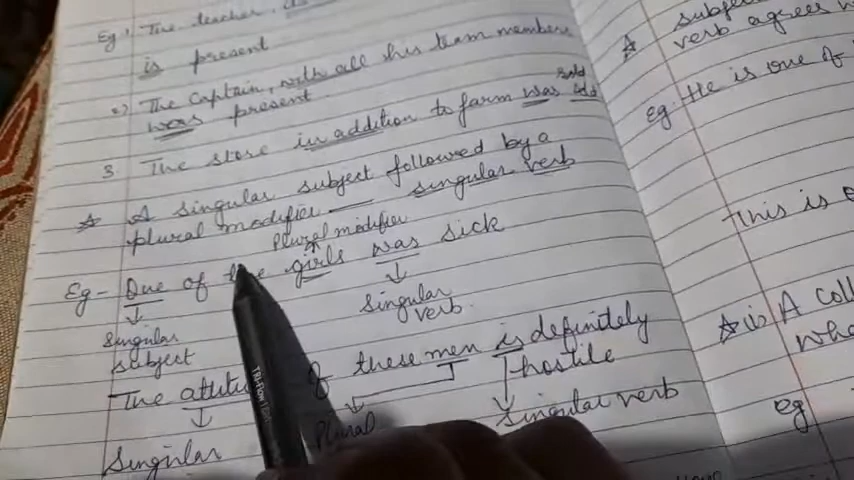 Eg! The teacher,
is present
2) The Captain, with all his team members
was present
3 The store in addition to farm was sold
☆ A singular subject followed by a
plural modifier — singular verb
Plural modifier
Eg- One of the girls was sick
Singular subject
singular verb.
The of these men is definitely
hostile
Singular
Plural
singular verb
☆ subject
verb agrees
eg. He is one of
This is
☆ is A
eg